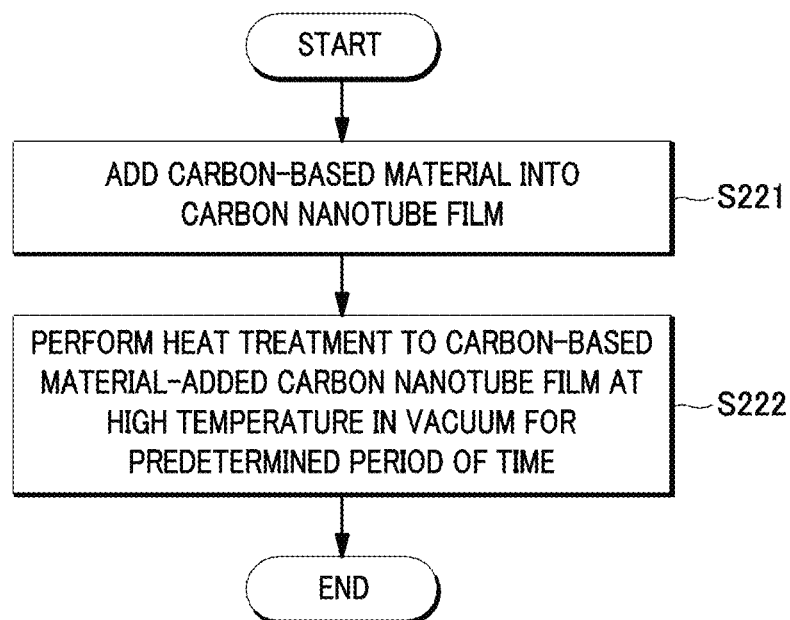 START
ADD CARBON-BASED MATERIAL INTO
CARBON NANOTUBE FILM
S221
PERFORM HEAT TREATMENT TO CARBON-BASED
MATERIAL-ADDED CARBON NANOTUBE FILM AT
HIGH TEMPERATURE IN VACUUM FOR
PREDETERMINED PERIOD OF TIME
S222
END